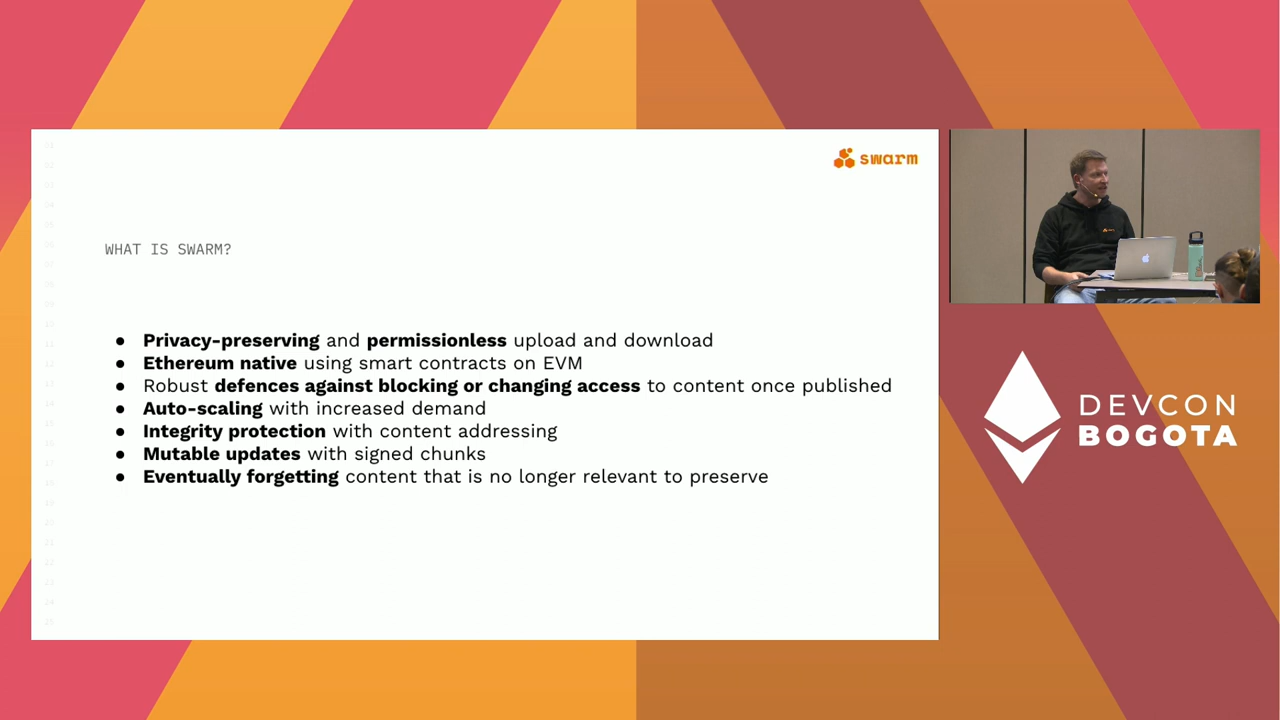 swarm
WHAT IS SWARM?
● Privacy-preserving and permissionless upload and download
● Ethereum native using smart contracts on EVM
● Robust defences against blocking or changing access to content once published
● Auto-scaling with increased demand
● Integrity protection with content addressing
● Mutable updates with signed chunks
● Eventually forgetting content that is no longer relevant to preserve
DEVCON
BOGOTA